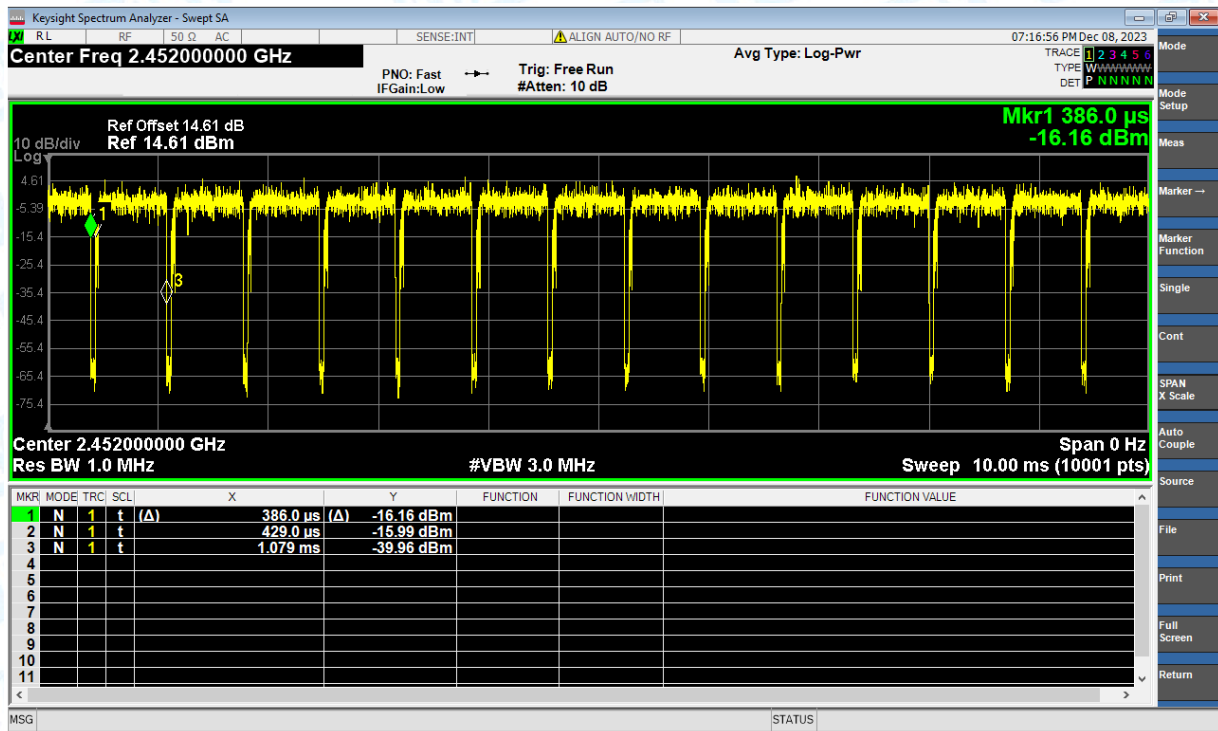 Keysight Spectrum Analyzer - Swept SA
LXI RL RF 50 Ω AC SENSE:INT ALIGN AUTO/NO RF 07:16:56 PM Dec 08, 2023
Center Freq 2.452000000 GHz
PNO: Fast
IFGain:Low
Trig: Free Run
#Atten: 10 dB
Avg Type: Log-Pwr
TRACE 1 2 3 4 5 6
TYPE WWWWWW
DET P N N N N N
Mkr1 386.0 µs
-16.16 dBm
Ref Offset 14.61 dB
10 dB/div Ref 14.61 dBm
Log
4.61
-5.39
-15.4
-25.4
-35.4
-45.4
-55.4
-65.4
-75.4
1
3
Center 2.452000000 GHz Span 0 Hz
Res BW 1.0 MHz #VBW 3.0 MHz Sweep 10.00 ms (10001 pts)
MKR MODE TRC SCL X Y FUNCTION FUNCTION WIDTH FUNCTION VALUE
1 N 1 t (Δ) 386.0 µs (Δ) -16.16 dBm
2 N 1 t 429.0 µs -15.99 dBm
3 N 1 t 1.079 ms -39.96 dBm
4
5
6
7
8
9
10
11
MSG STATUS
Mode
Mode
Setup
Meas
Marker →
Marker
Function
Single
Cont
SPAN
X Scale
Auto
Couple
Source
File
Print
Full
Screen
Return